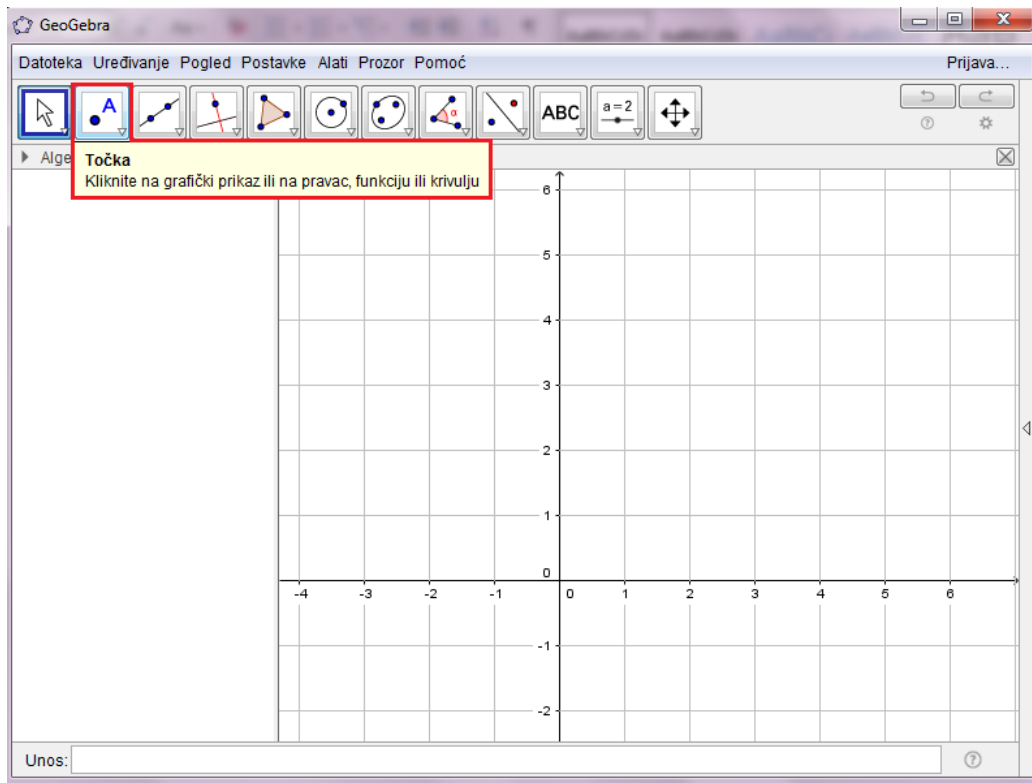 GeoGebra
Datoteka Uređivanje Pogled Postavke Alati Prozor Pomoć Prijava...
A α ABC a=2
Alge
Točka
Kliknite na grafički prikaz ili na pravac, funkciju ili krivulju
6
5
4
3
2
1
0
-4 -3 -2 -1 0 1 2 3 4 5 6
-1
-2
Unos: